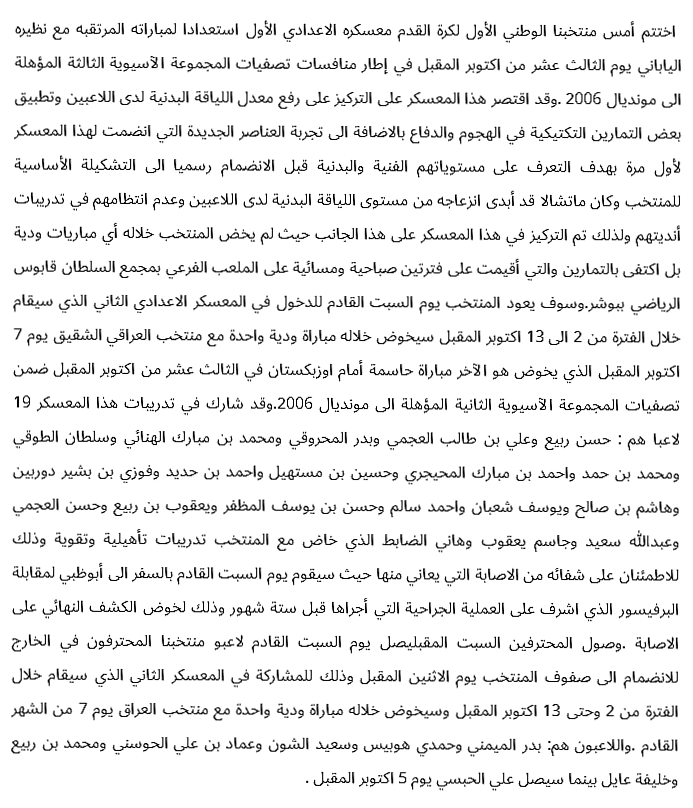 اختتم أمس منتخبنا الوطني الأول لكرة القدم معسكره الاعدادي الأول استعدادا لمباراته المرتقبه مع نظيره
الياباني يوم الثالث عشر من اكتوبر المقبل في إطار منافسات تصفيات المجموعة الآسيوية الثالثة المؤهلة
الى مونديال 2006 .وقد اقتصر هذا المعسكر على التركيز على رفع معدل اللياقة البدنية لدى اللاعبين وتطبيق
بعض التمارين التكتيكية في الهجوم والدفاع بالاضافة الى تجربة العناصر الجديدة التي انضمت لهذا المعسكر
لأول مرة بهدف التعرف على مستوياتهم الفنية والبدنية قبل الانضمام رسميا الى التشكيلة الأساسية
للمنتخب وكان ماتشالا قد أبدى انزعاجه من مستوى اللياقة البدنية لدى اللاعبين وعدم انتظامهم في تدريبات
أنديتهم ولذلك تم التركيز في هذا المعسكر على هذا الجانب حيث لم يخض المنتخب خلاله أي مباريات ودية
بل اكتفى بالتمارين والتي أقيمت على فترتين صباحية ومسائية على الملعب الفرعي بمجمع السلطان قابوس
الرياضي ببوشر.وسوف يعود المنتخب يوم السبت القادم للدخول في المعسكر الاعدادي الثاني الذي سيقام
خلال الفترة من 2 الى 13 اكتوبر المقبل سيخوض خلاله مباراة ودية واحدة مع منتخب العراقي الشقيق يوم 7
اكتوبر المقبل الذي يخوض هو الآخر مباراة حاسمة أمام اوزبكستان في الثالث عشر من اكتوبر المقبل ضمن
تصفيات المجموعة الآسيوية الثانية المؤهلة الى مونديال 2006.وقد شارك في تدريبات هذا المعسكر 19
لاعبا هم : حسن ربيع وعلي بن طالب العجمي وبدر المحروقي ومحمد بن مبارك الهنائي وسلطان الطوقي
ومحمد بن حمد واحمد بن مبارك المحيجري وحسين بن مستهيل واحمد بن حديد وفوزي بن بشير دوربين
وهاشم بن صالح ويوسف شعبان واحمد سالم وحسن بن يوسف المظفر ويعقوب بن ربيع وحسن العجمي
وعبدالله سعيد وجاسم يعقوب وهاني الضابط الذي خاض مع المنتخب تدريبات تأهيلية وتقوية وذلك
للاطمئنان على شفائه من الاصابة التي يعاني منها حيث سيقوم يوم السبت القادم بالسفر الى أبوظبي لمقابلة
البرفيسور الذي اشرف على العملية الجراحية التي أجراها قبل ستة شهور وذلك لخوض الكشف النهائي على
الاصابة .وصول المحترفين السبت المقبليصل يوم السبت القادم لاعبو منتخبنا المحترفون في الخارج
للانضمام الى صفوف المنتخب يوم الاثنين المقبل وذلك للمشاركة في المعسكر الثاني الذي سيقام خلال
الفترة من 2 وحتى 13 اكتوبر المقبل وسيخوض خلاله مباراة ودية واحدة مع منتخب العراق يوم 7 من الشهر
القادم .واللاعبون هم: بدر الميمني وحمدي هوبيس وسعيد الشون وعماد بن علي الحوسني ومحمد بن ربيع
وخليفة عايل بينما سيصل علي الحبسي يوم 5 اكتوبر المقبل .